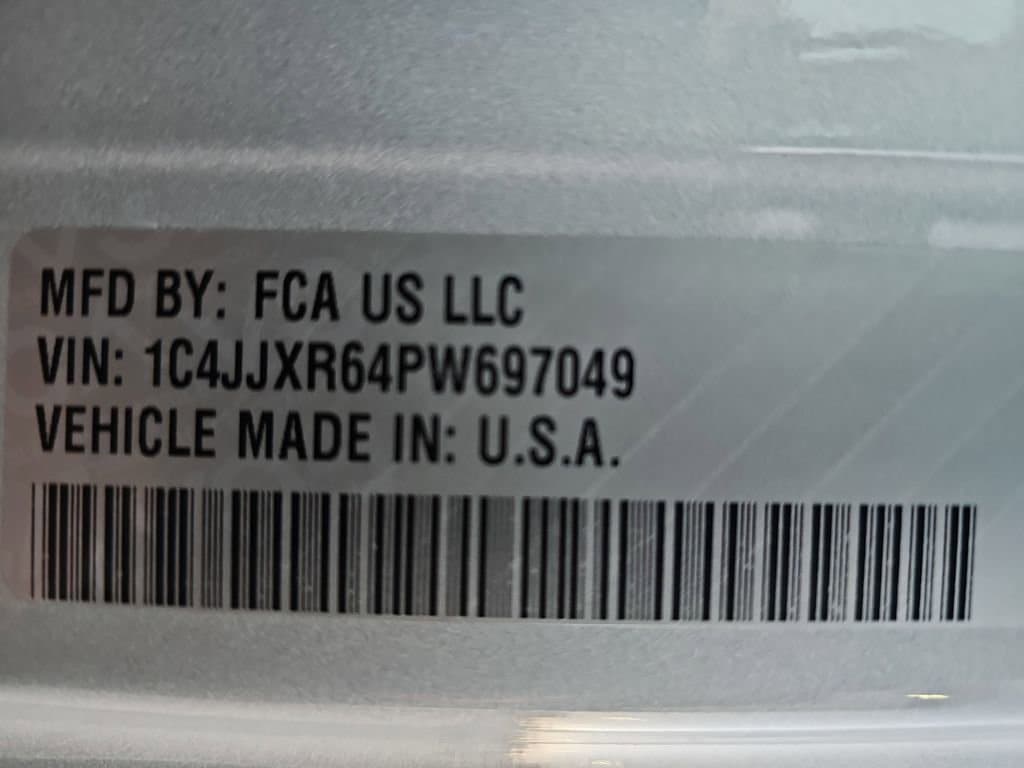 MFD BY: FCA US LLC
VIN: 1C4JJXR64PW697049
VEHICLE MADE IN: U.S.A.